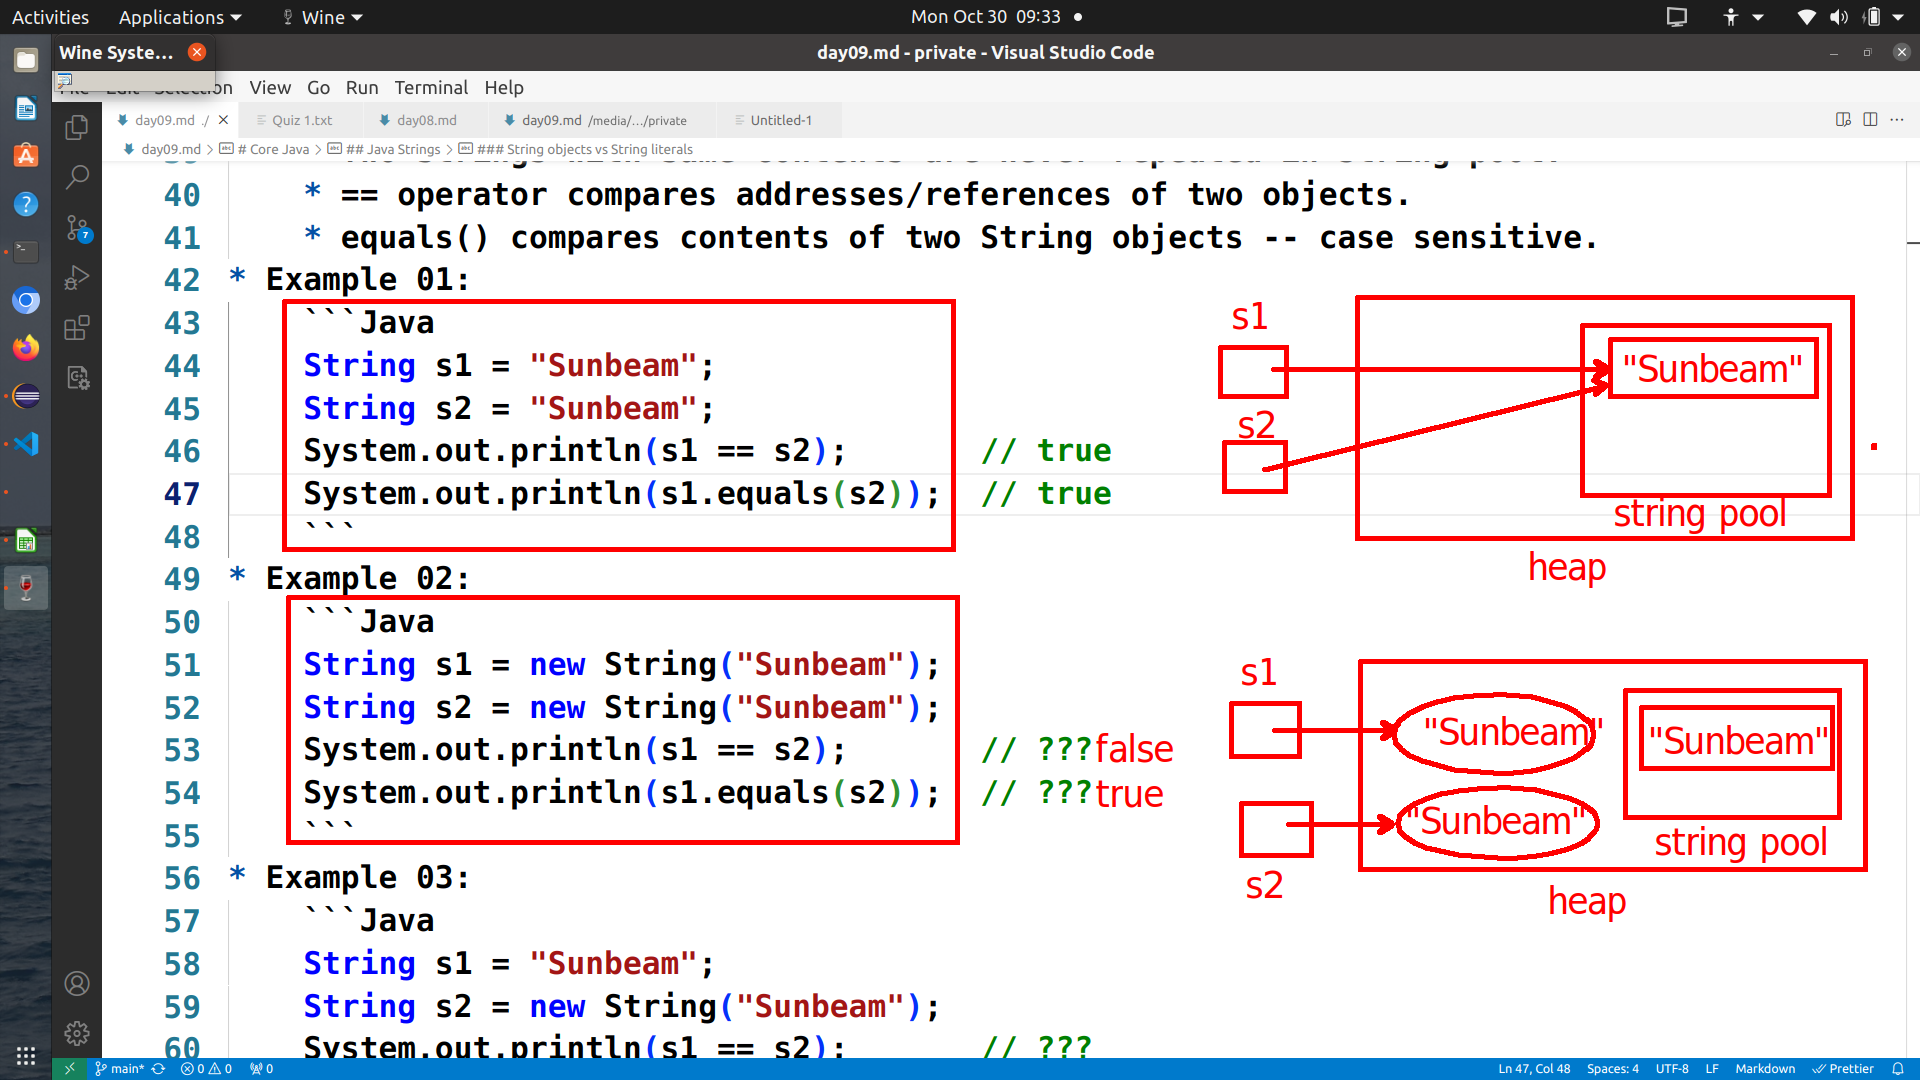 Activities Applications Wine Mon Oct 30 09:33
Wine Syste...
day09.md - private - Visual Studio Code
Selection View Go Run Terminal Help
day09.md ./ Quiz 1.txt day08.md day09.md /media/.../private Untitled-1
day09.md > # Core Java > ## Java Strings > ### String objects vs String literals
40 * == operator compares addresses/references of two objects.
41 * equals() compares contents of two String objects -- case sensitive.
42 * Example 01:
43 ```Java
44 String s1 = "Sunbeam";
45 String s2 = "Sunbeam";
46 System.out.println(s1 == s2); // true
47 System.out.println(s1.equals(s2)); // true
48 ```
s1
"Sunbeam"
s2
string pool
heap
49 * Example 02:
50 ```Java
51 String s1 = new String("Sunbeam");
52 String s2 = new String("Sunbeam");
53 System.out.println(s1 == s2); // ???false
54 System.out.println(s1.equals(s2)); // ???true
55 ```
s1
"Sunbeam" "Sunbeam"
"Sunbeam"
string pool
s2
heap
56 * Example 03:
57 ```Java
58 String s1 = "Sunbeam";
59 String s2 = new String("Sunbeam");
60 System.out.println(s1 == s2); // ???
7
main* 0 0 0 Ln 47, Col 48 Spaces: 4 UTF-8 LF Markdown Prettier